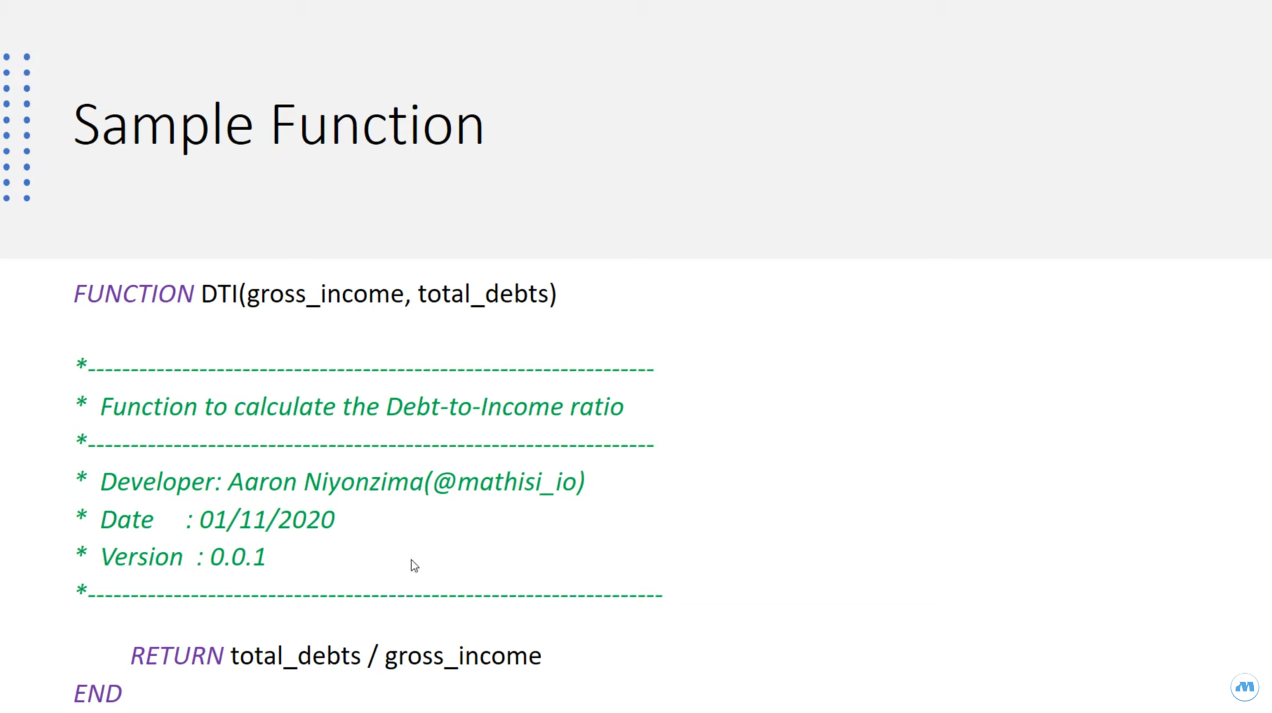 Sample Function
FUNCTION DTI(gross_income, total_debts)
*------------------------------------------------------------------
* Function to calculate the Debt-to-Income ratio
*------------------------------------------------------------------
* Developer: Aaron Niyonzima(@mathisi_io)
* Date : 01/11/2020
* Version : 0.0.1
*-------------------------------------------------------------------
RETURN total_debts / gross_income
END